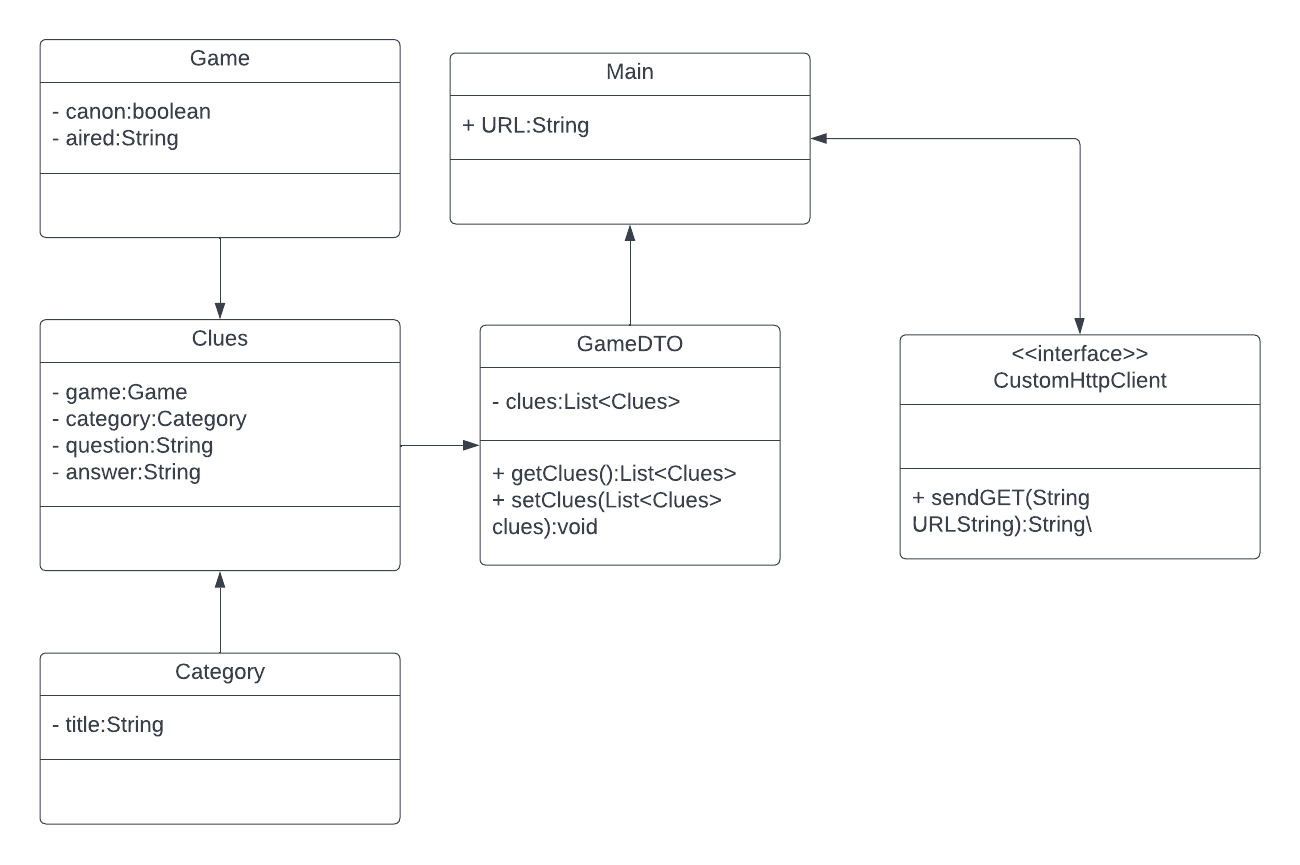 Game
- canon:boolean
- aired:String
Main
+ URL:String
Clues
- game:Game
- category:Category
- question:String
- answer:String
GameDTO
- clues:List<Clues>
+ getClues():List<Clues>
+ setClues(List<Clues>
clues):void
<<interface>>
CustomHttpClient
+ sendGET(String
URLString):String\
Category
- title:String